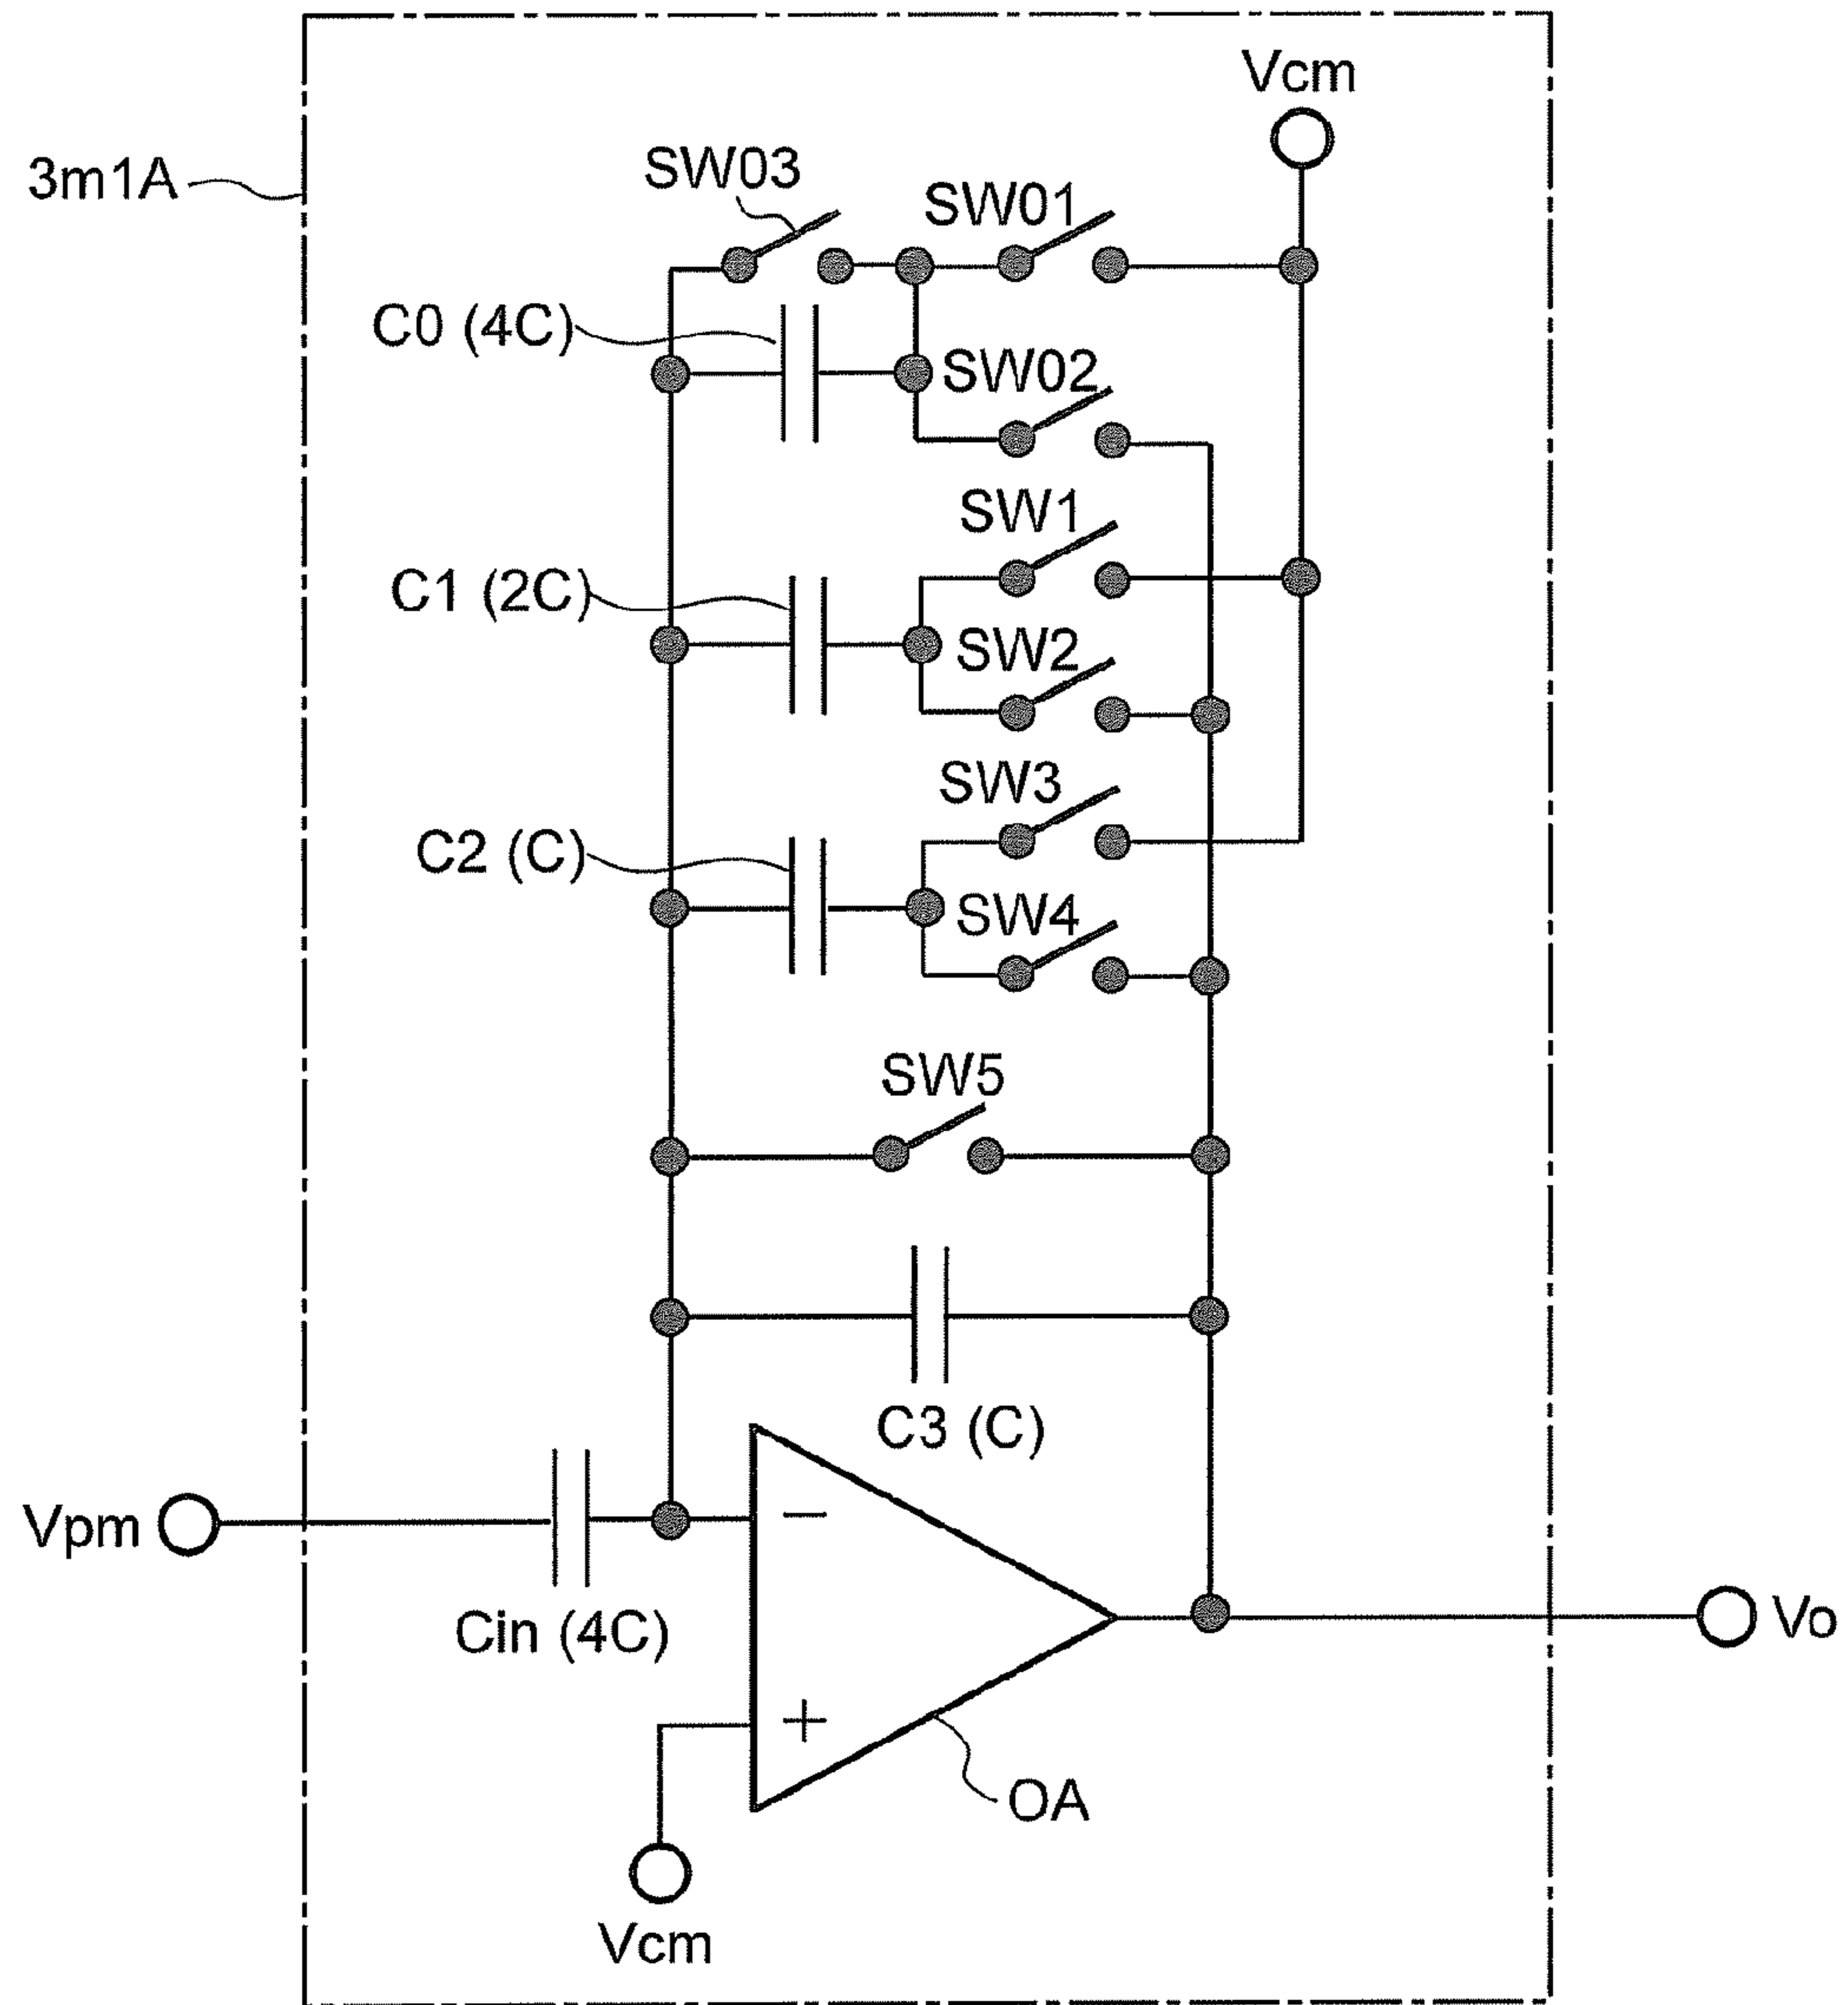 Vcm
3m1A
SW03
SW01
C0 (4C)
SW02
SW1
C1 (2C)
SW2
SW3
C2 (C)
SW4
SW5
C3 (C)
Vpm
−
Cin (4C)
Vo
+
OA
Vcm